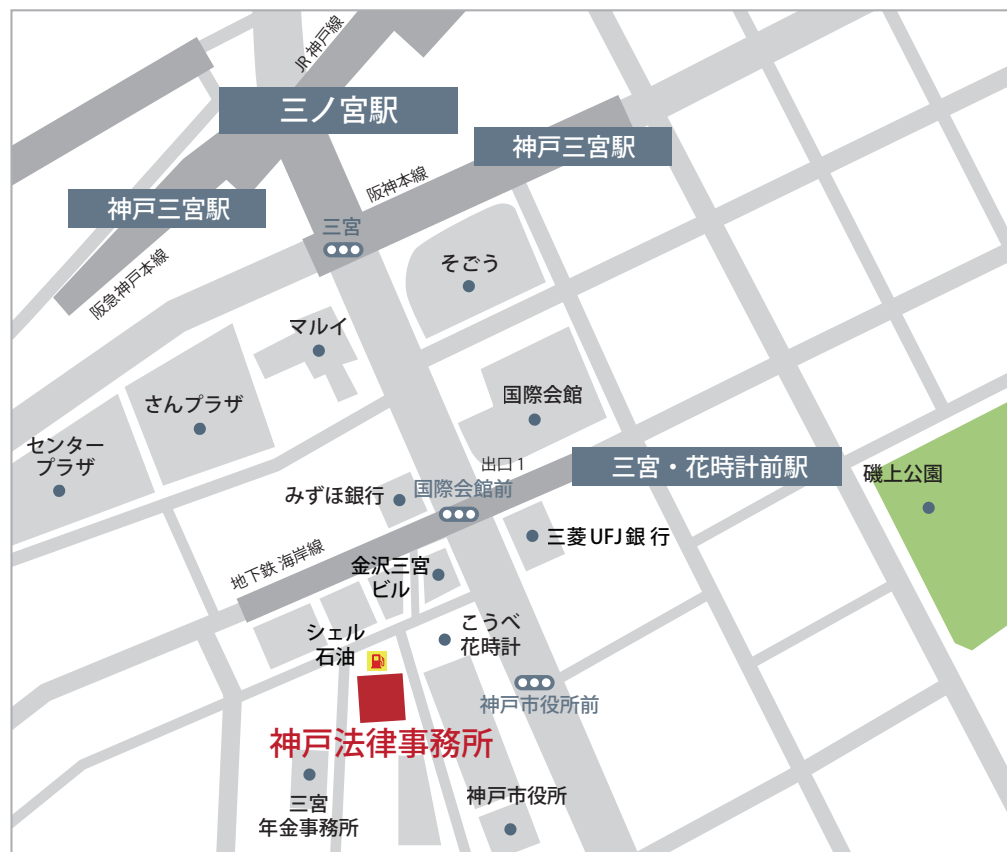 JR 神戸線
三ノ宮駅
神戸三宮駅
阪神本線
神戸三宮駅
三宮
阪急神戸本線
そごう
マルイ
さんプラザ
国際会館
センター
プラザ
出口 1
三宮・花時計前駅
磯上公園
みずほ銀行
国際会館前
三菱 UFJ 銀 行
地下鉄 海岸線
金沢三宮
ビル
シェル
石油
こうべ
花時計
神戸市役所前
神戸法律事務所
三宮
年金事務所
神戸市役所